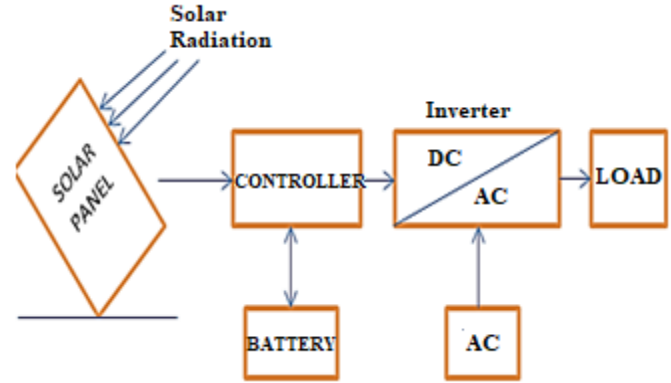 Solar
Radiation
SOLAR
PANEL
CONTROLLER
Inverter
DC
AC
LOAD
BATTERY
AC